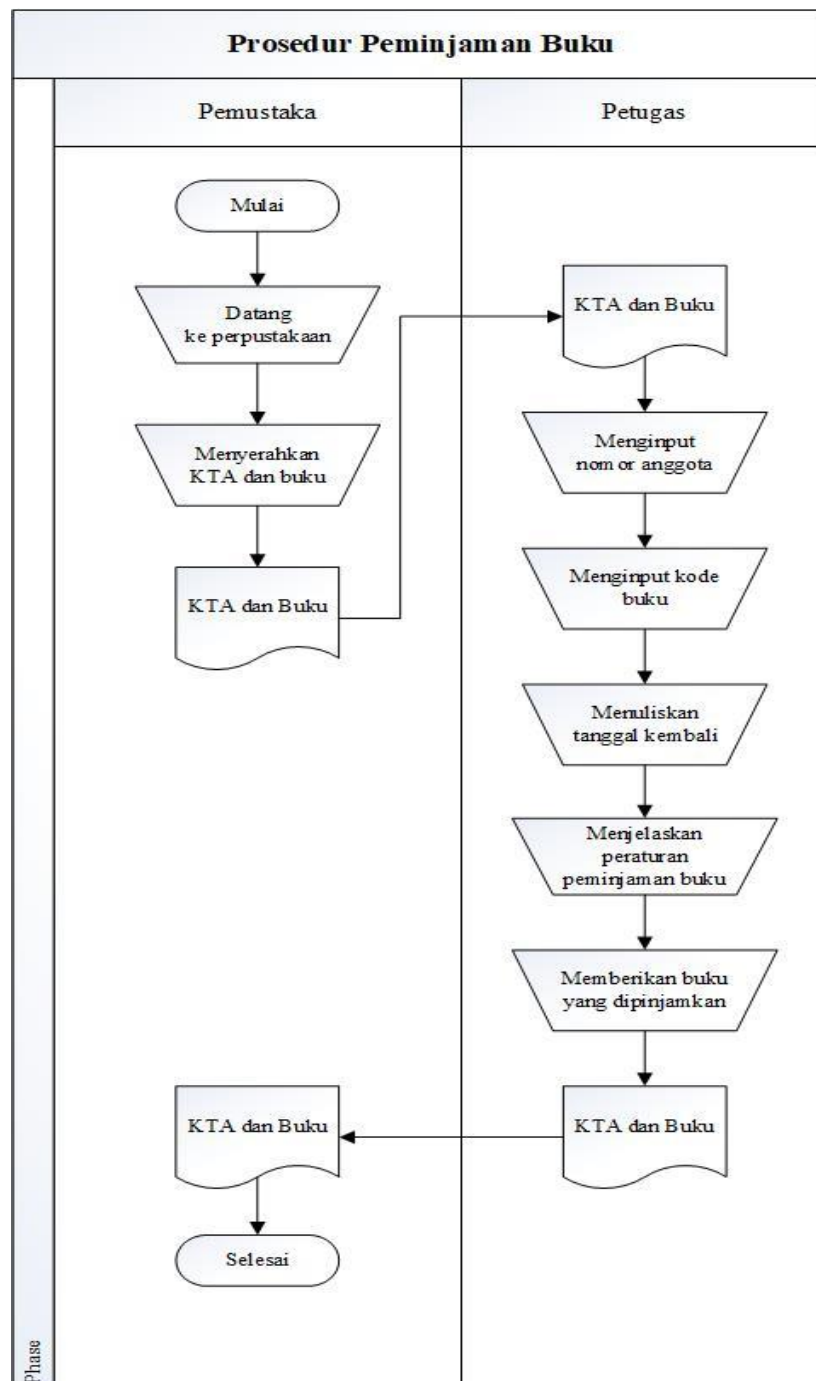 Prosedur Peminjaman Buku
Pemustaka
Petugas
Mulai
Datang
ke perpustakaan
Menyerahkan
KTA dan buku
KTA dan Buku
KTA dan Buku
Menginput
nomor anggota
Menginput kode
buku
Menuliskan
tanggal kembali
Menjelaskan
peraturan
peminjaman buku
Memberikan buku
yang dipinjamkan
KTA dan Buku
KTA dan Buku
Selesai
Phase